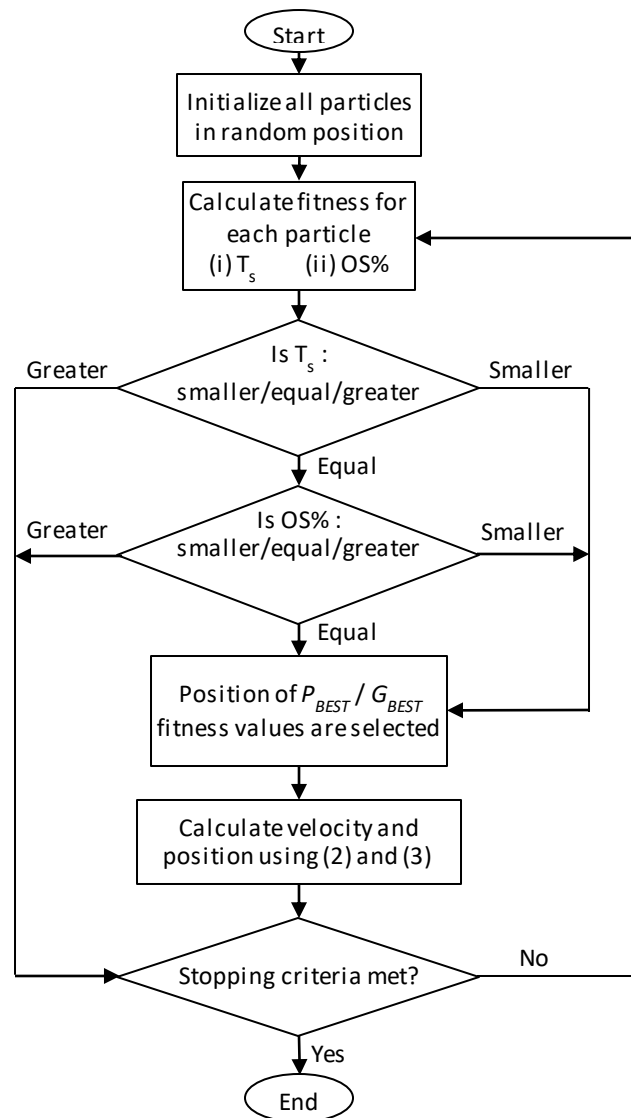 Start
Initialize all particles
in random position
Calculate fitness for
each particle
(i) Ts (ii) OS%
Is Ts :
smaller/equal/greater
Greater
Smaller
Equal
Is OS% :
smaller/equal/greater
Greater
Smaller
Equal
Position of PBEST / GBEST
fitness values are selected
Calculate velocity and
position using (2) and (3)
Stopping criteria met?
No
Yes
End